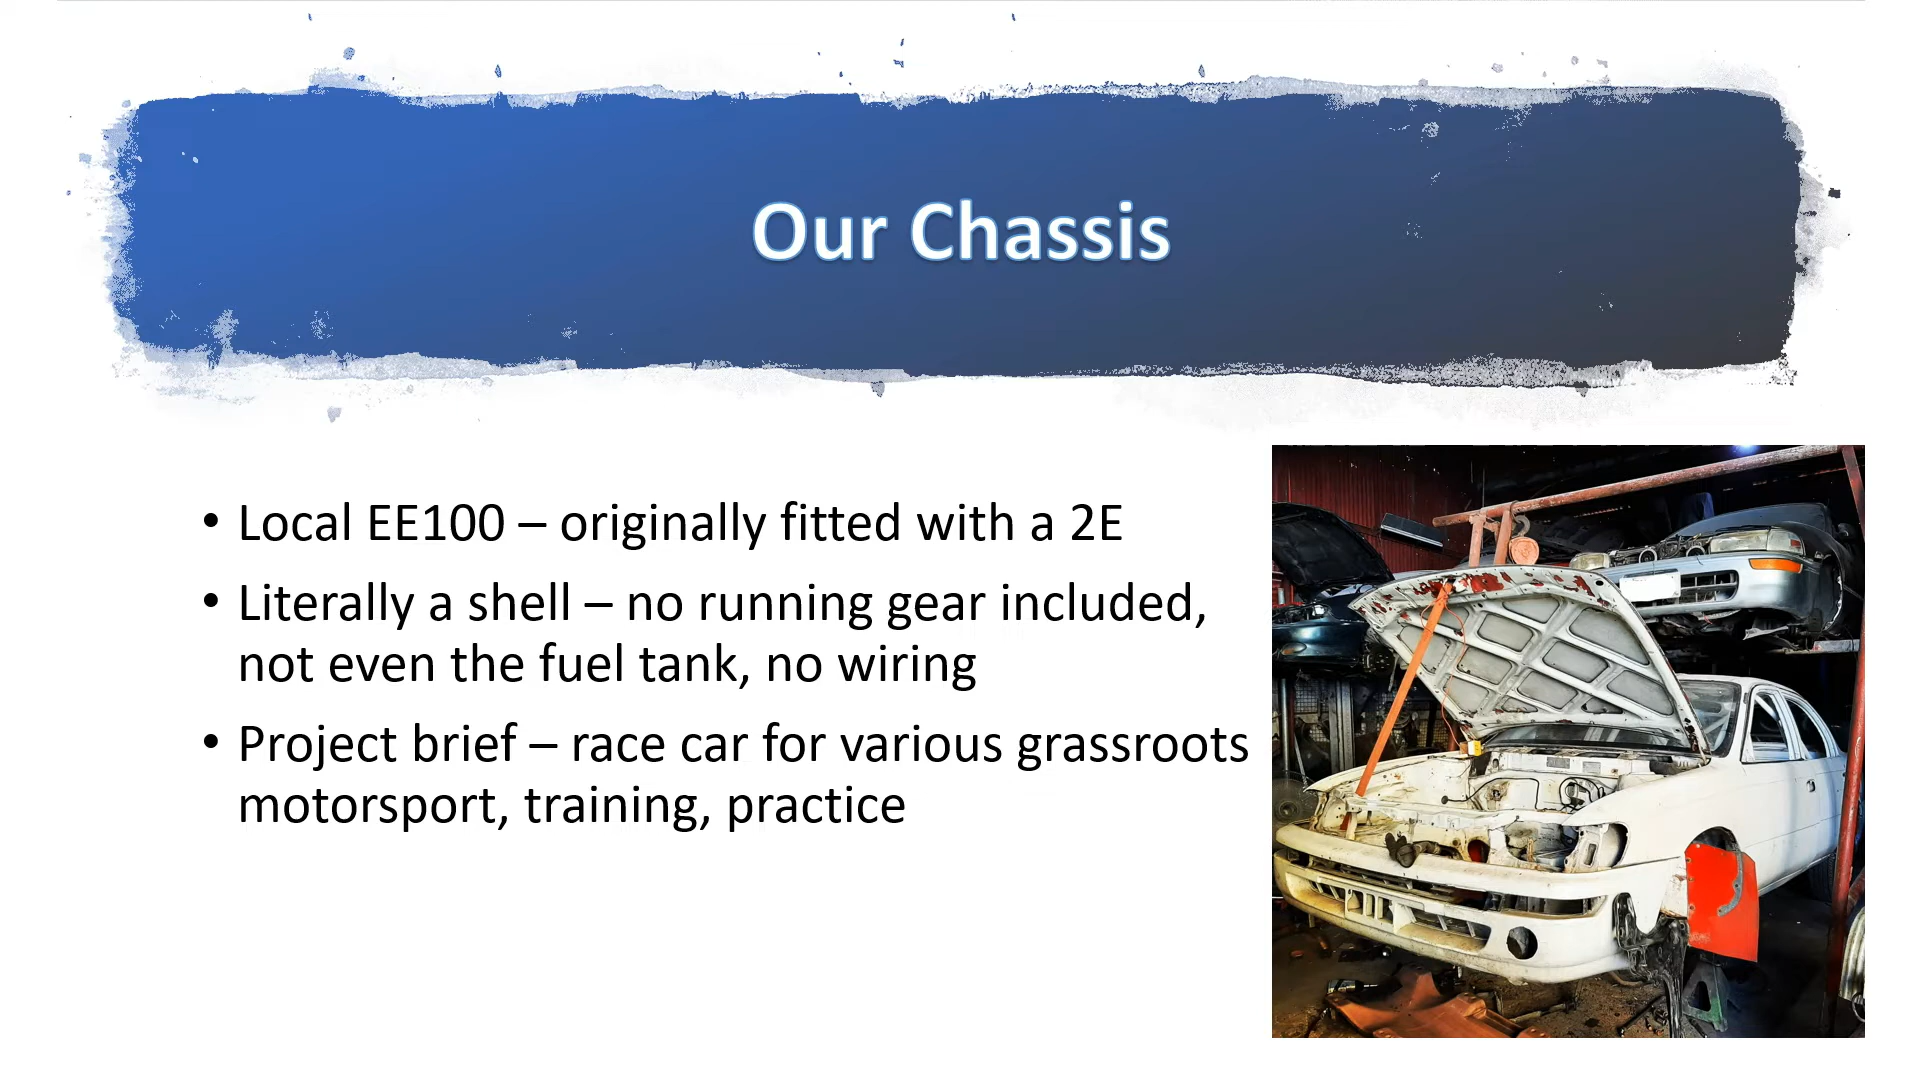 Our Chassis
• Local EE100 – originally fitted with a 2E
• Literally a shell – no running gear included,
not even the fuel tank, no wiring
• Project brief – race car for various grassroots
motorsport, training, practice